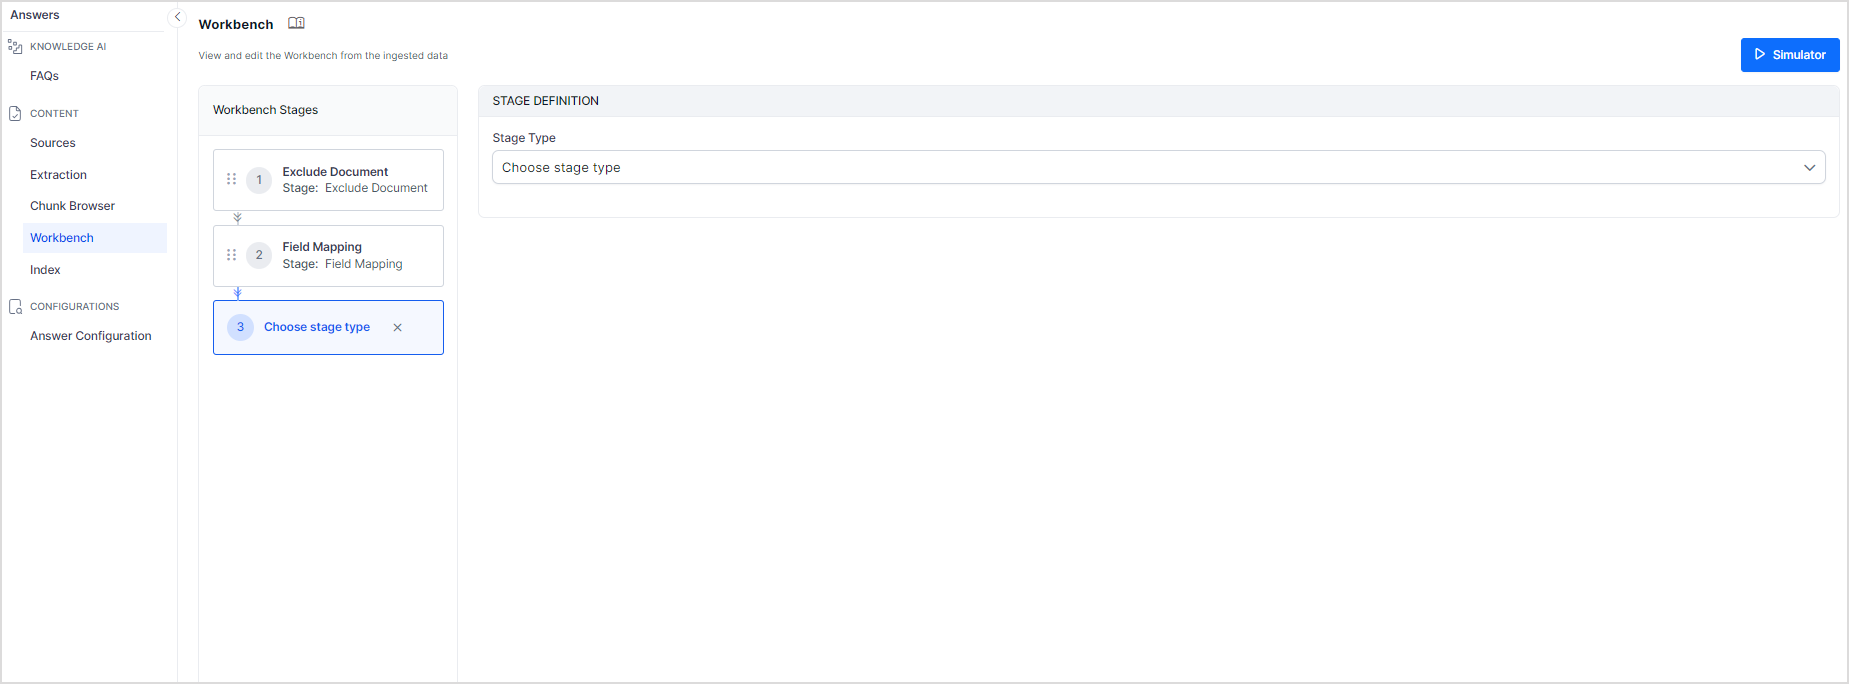 Answers
KNOWLEDGE AI
FAQs
CONTENT
Sources
Extraction
Chunk Browser
Workbench
Index
CONFIGURATIONS
Answer Configuration
Workbench
View and edit the Workbench from the ingested data
Simulator
Workbench Stages
1
Exclude Document
Stage: Exclude Document
2
Field Mapping
Stage: Field Mapping
3 Choose stage type
STAGE DEFINITION
Stage Type
Choose stage type